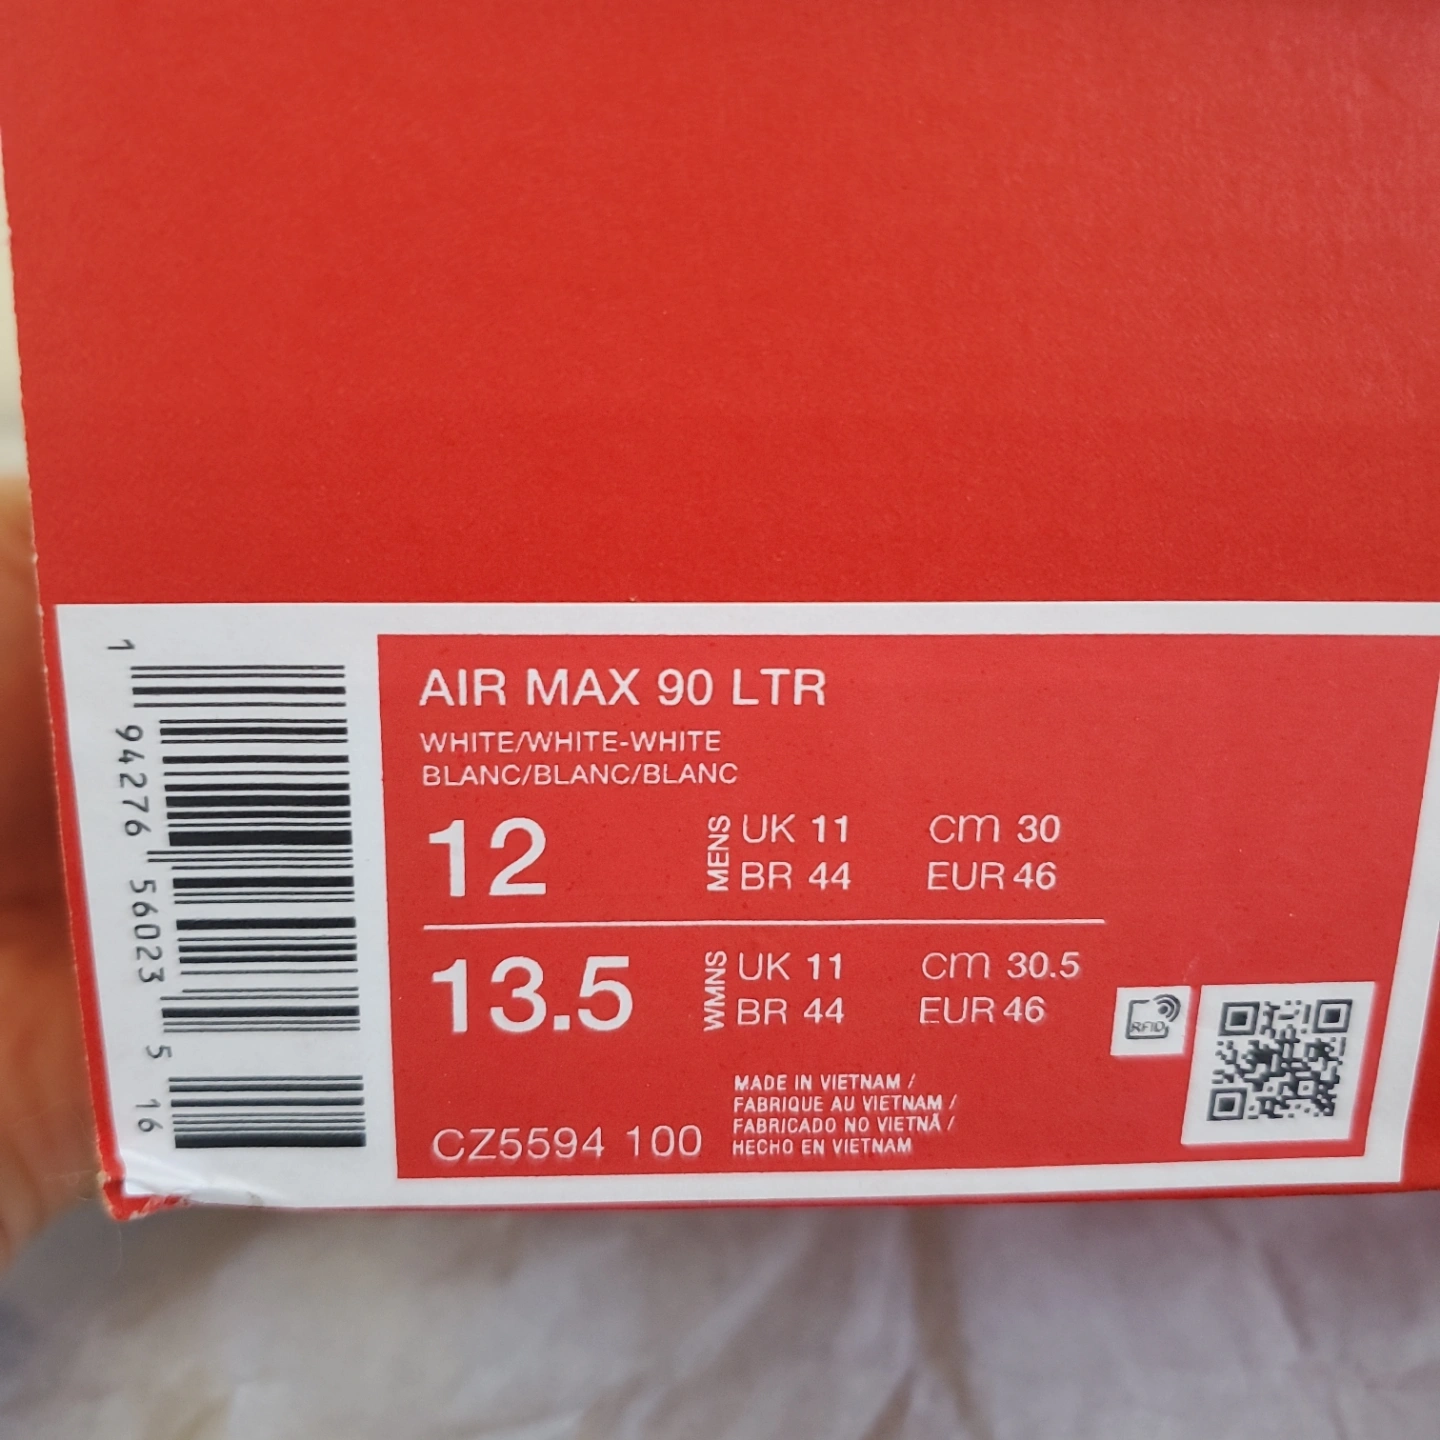 AIR MAX 90 LTR
WHITE/WHITE-WHITE
BLANC/BLANC/BLANC
12 MENS UK 11 cm 30
BR 44 EUR 46
13.5 WMNS UK 11 cm 30.5
BR 44 EUR 46
RFID
MADE IN VIETNAM /
FABRIQUE AU VIETNAM /
FABRICADO NO VIETNÃ /
HECHO EN VIETNAM
CZ5594 100
1 94276 56023 5 16